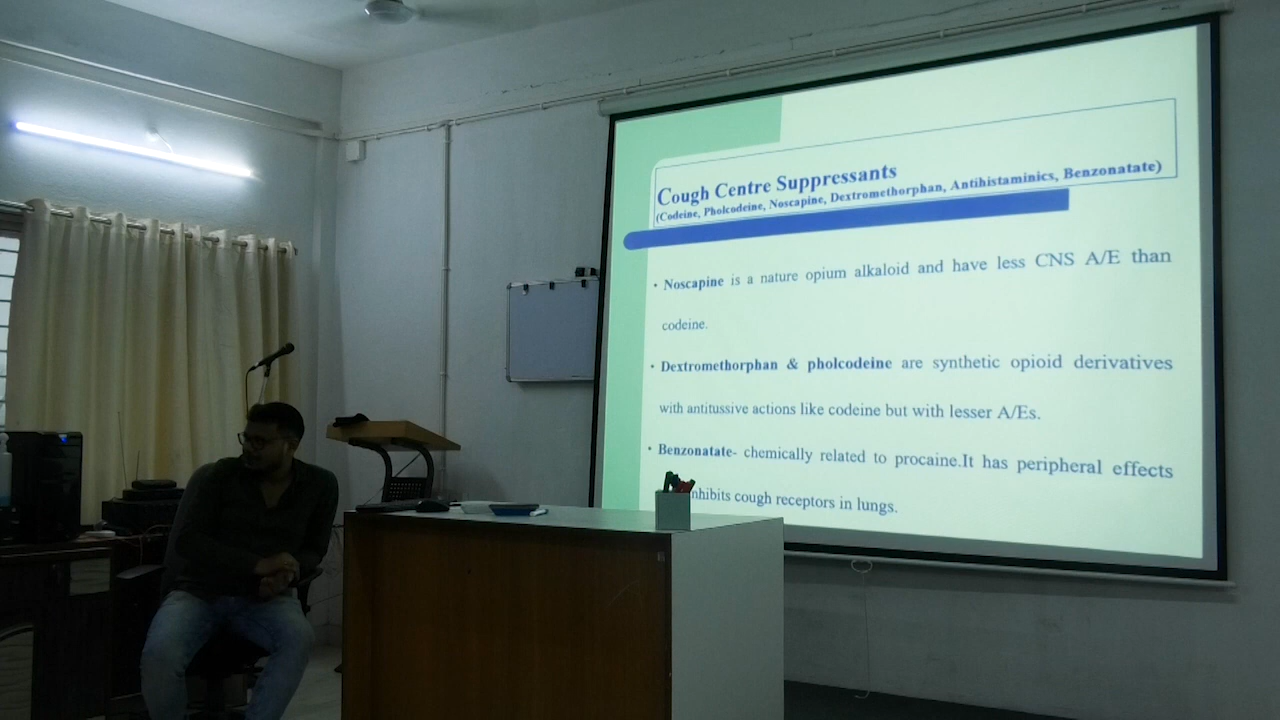 Cough Centre Suppressants
(Codeine, Pholcodeine, Noscapine, Dextromethorphan, Antihistaminics, Benzonatate)
• Noscapine is a nature opium alkaloid and have less CNS A/E than
codeine.
• Dextromethorphan & pholcodeine are synthetic opioid derivatives
with antitussive actions like codeine but with lesser A/Es.
• Benzonatate- chemically related to procaine.It has peripheral effects
cough receptors in lungs.